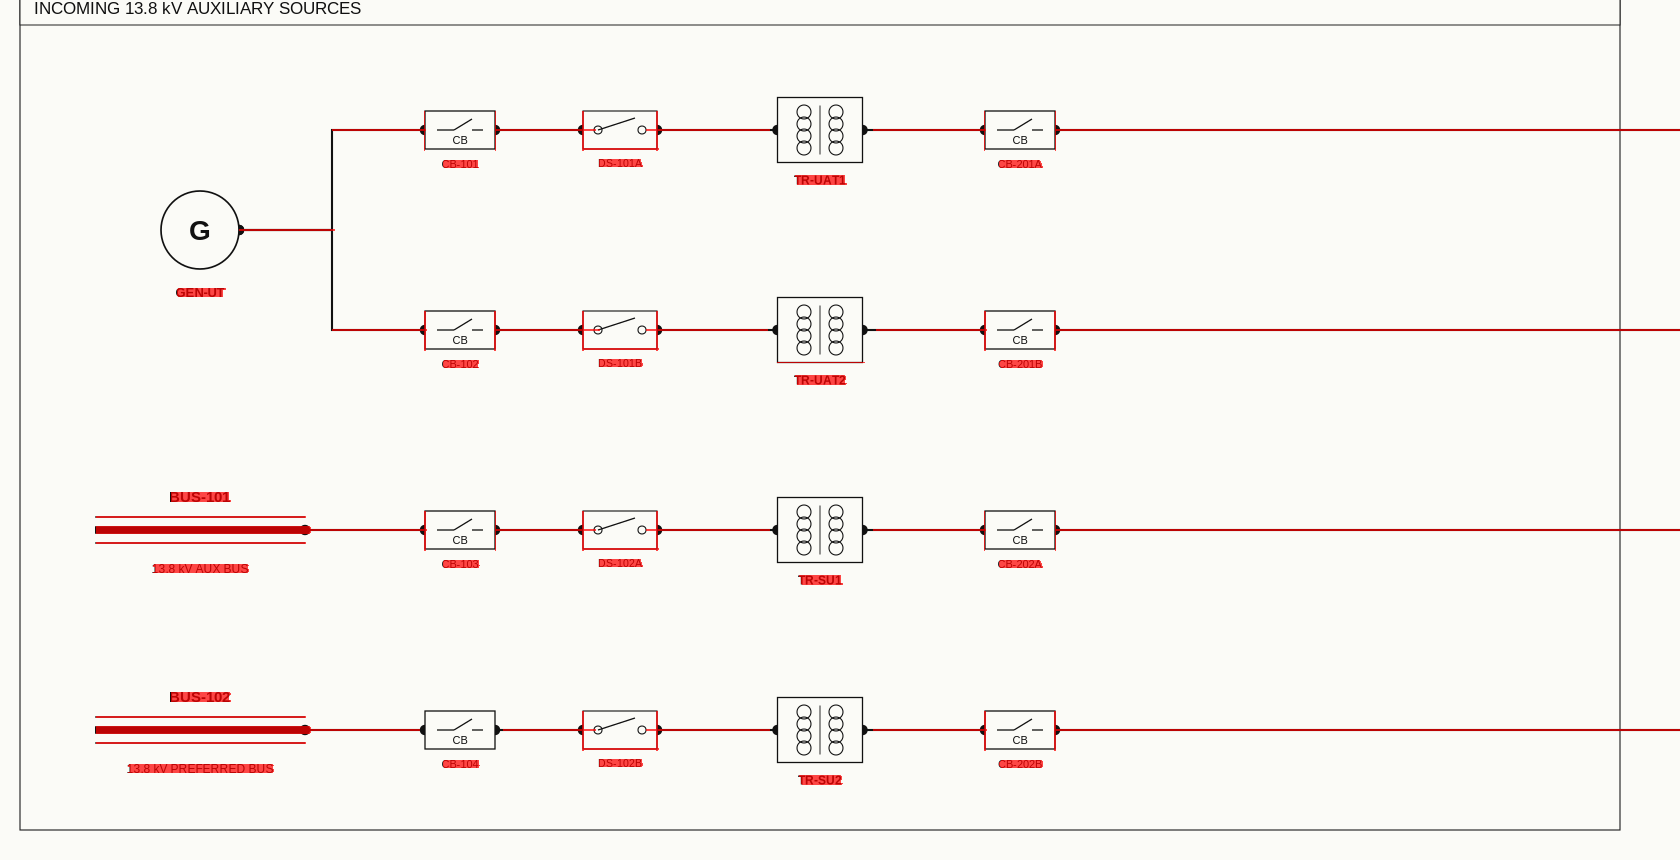 INCOMING 13.8 kV AUXILIARY SOURCES
CB
CB
CB-101
DS-101A
CB-201A
TR-UAT1
G
GEN-UT
CB
CB
CB-102
DS-101B
CB-201B
TR-UAT2
BUS-101
CB
CB
13.8 kV AUX BUS
CB-103
DS-102A
CB-202A
TR-SU1
BUS-102
CB
CB
13.8 kV PREFERRED BUS
CB-104
DS-102B
CB-202B
TR-SU2